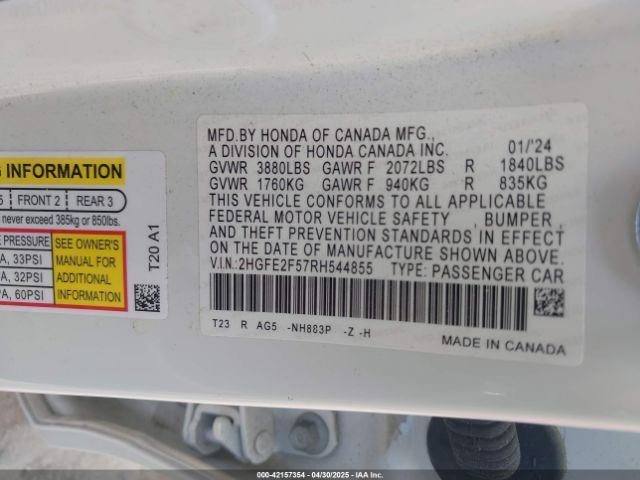 MFD.BY HONDA OF CANADA MFG.,
A DIVISION OF HONDA CANADA INC. 01/'24
GVWR 3880LBS GAWR F 2072LBS R 1840LBS
GVWR 1760KG GAWR F 940KG R 835KG
THIS VEHICLE CONFORMS TO ALL APPLICABLE
FEDERAL MOTOR VEHICLE SAFETY , BUMPER ,
AND THEFT PREVENTION STANDARDS IN EFFECT
ON THE DATE OF MANUFACTURE SHOWN ABOVE.
V.I.N:2HGFE2F57RH544855 TYPE: PASSENGER CAR
T23 R AG5 -NH883P -Z -H
MADE IN CANADA
INFORMATION
FRONT 2 REAR 3
never exceed 385kg or 850lbs.
PRESSURE SEE OWNER'S
33PSI MANUAL FOR
32PSI ADDITIONAL
60PSI INFORMATION
T20 A1
000-42157354 - 04/30/2025 - IAAI.com